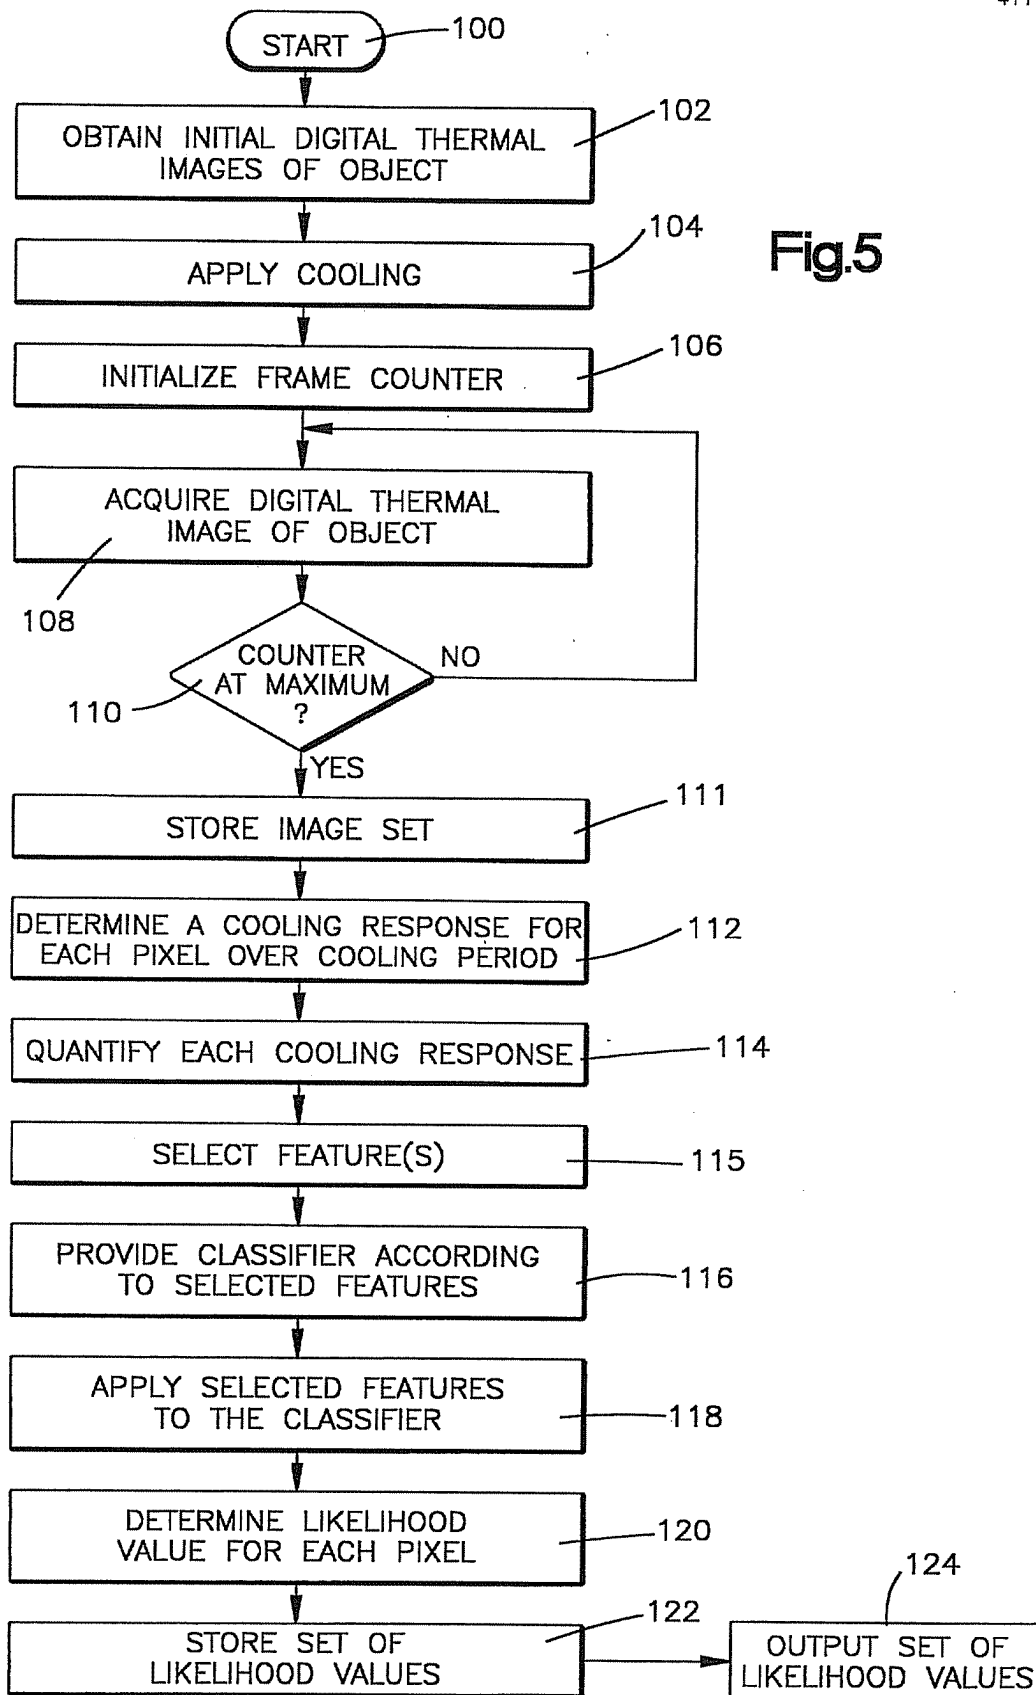 START
100
OBTAIN INITIAL DIGITAL THERMAL
IMAGES OF OBJECT
102
APPLY COOLING
104
Fig.5
INITIALIZE FRAME COUNTER
106
ACQUIRE DIGITAL THERMAL
IMAGE OF OBJECT
108
COUNTER
AT MAXIMUM
?
NO
110
YES
STORE IMAGE SET
111
DETERMINE A COOLING RESPONSE FOR
EACH PIXEL OVER COOLING PERIOD
112
QUANTIFY EACH COOLING RESPONSE
114
SELECT FEATURE(S)
115
PROVIDE CLASSIFIER ACCORDING
TO SELECTED FEATURES
116
APPLY SELECTED FEATURES
TO THE CLASSIFIER
118
DETERMINE LIKELIHOOD
VALUE FOR EACH PIXEL
120
STORE SET OF
LIKELIHOOD VALUES
122
124
OUTPUT SET OF
LIKELIHOOD VALUES